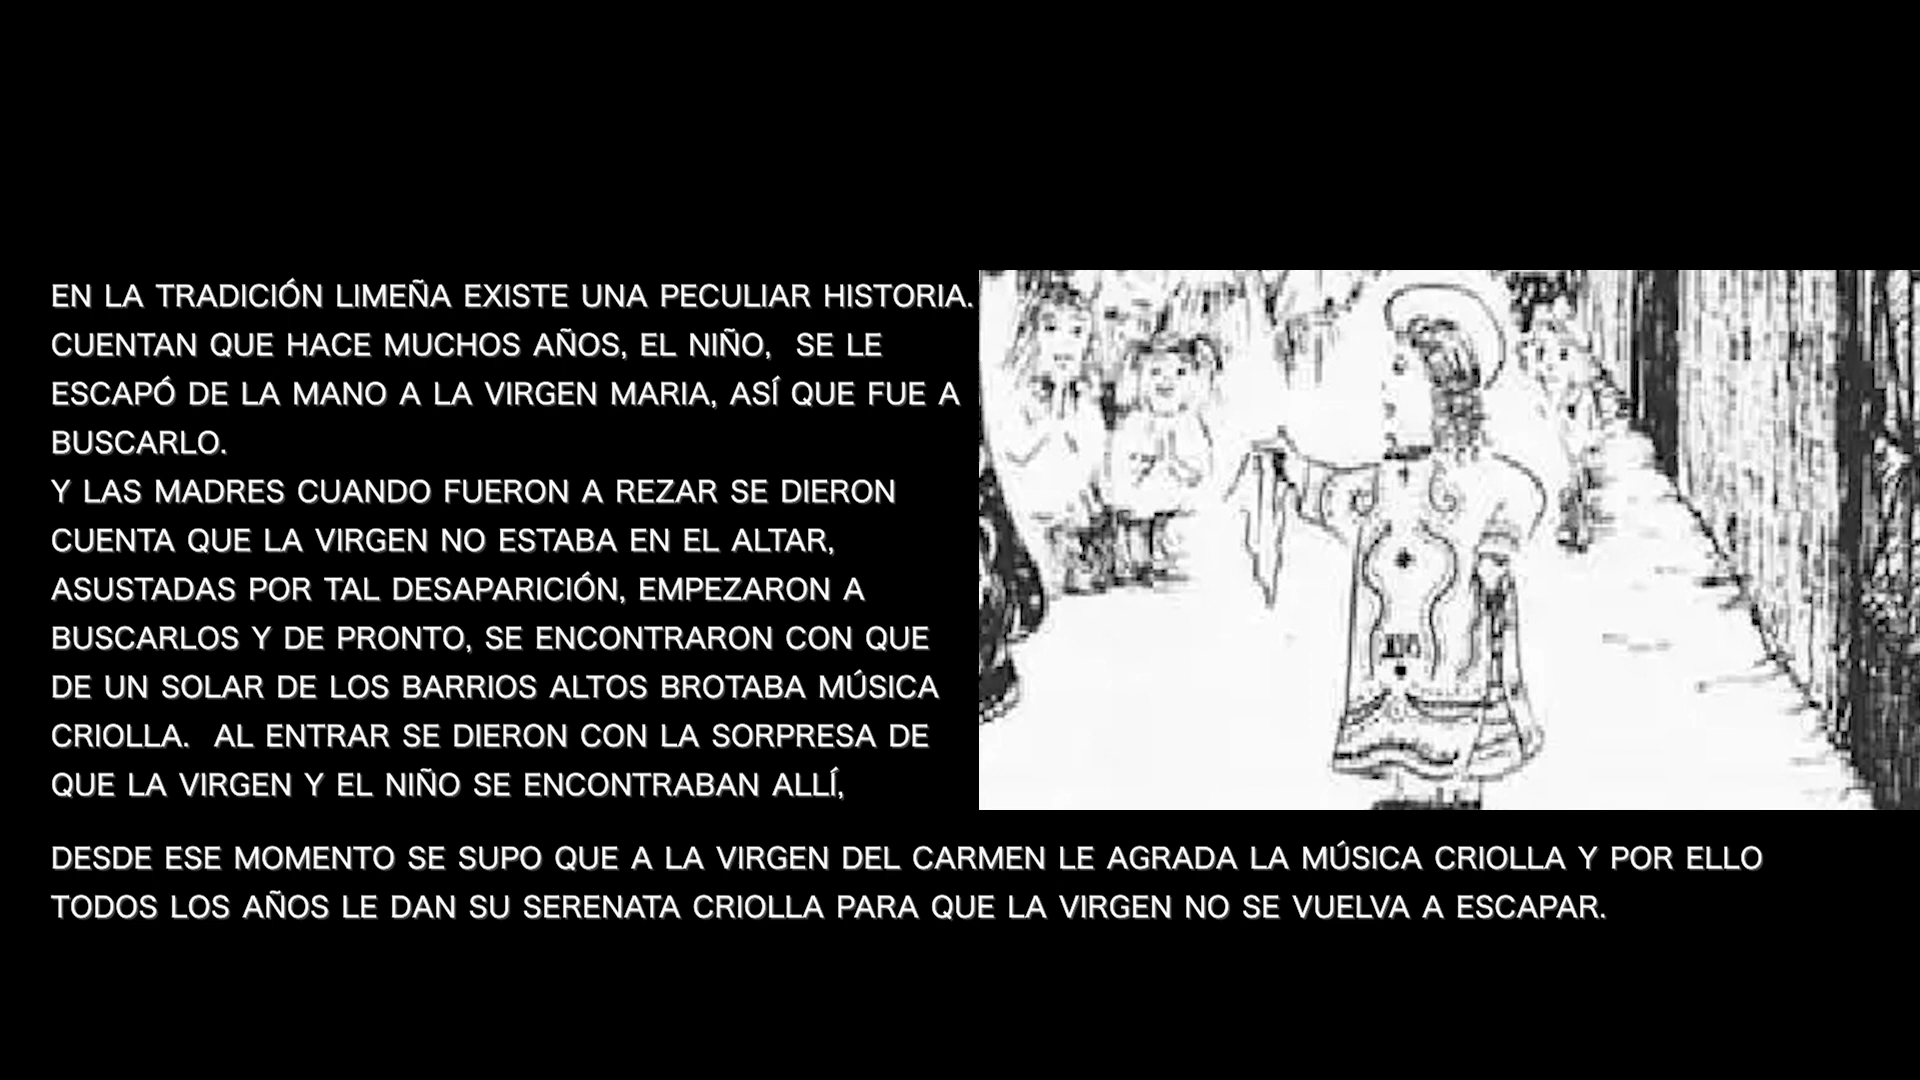 EN LA TRADICIÓN LIMEÑA EXISTE UNA PECULIAR HISTORIA.
CUENTAN QUE HACE MUCHOS AÑOS, EL NIÑO,  SE LE
ESCAPÓ DE LA MANO A LA VIRGEN MARIA, ASÍ QUE FUE A
BUSCARLO.
Y LAS MADRES CUANDO FUERON A REZAR SE DIERON
CUENTA QUE LA VIRGEN NO ESTABA EN EL ALTAR,
ASUSTADAS POR TAL DESAPARICIÓN, EMPEZARON A
BUSCARLOS Y DE PRONTO, SE ENCONTRARON CON QUE
DE UN SOLAR DE LOS BARRIOS ALTOS BROTABA MÚSICA
CRIOLLA.  AL ENTRAR SE DIERON CON LA SORPRESA DE
QUE LA VIRGEN Y EL NIÑO SE ENCONTRABAN ALLÍ,
DESDE ESE MOMENTO SE SUPO QUE A LA VIRGEN DEL CARMEN LE AGRADA LA MÚSICA CRIOLLA Y POR ELLO
TODOS LOS AÑOS LE DAN SU SERENATA CRIOLLA PARA QUE LA VIRGEN NO SE VUELVA A ESCAPAR.